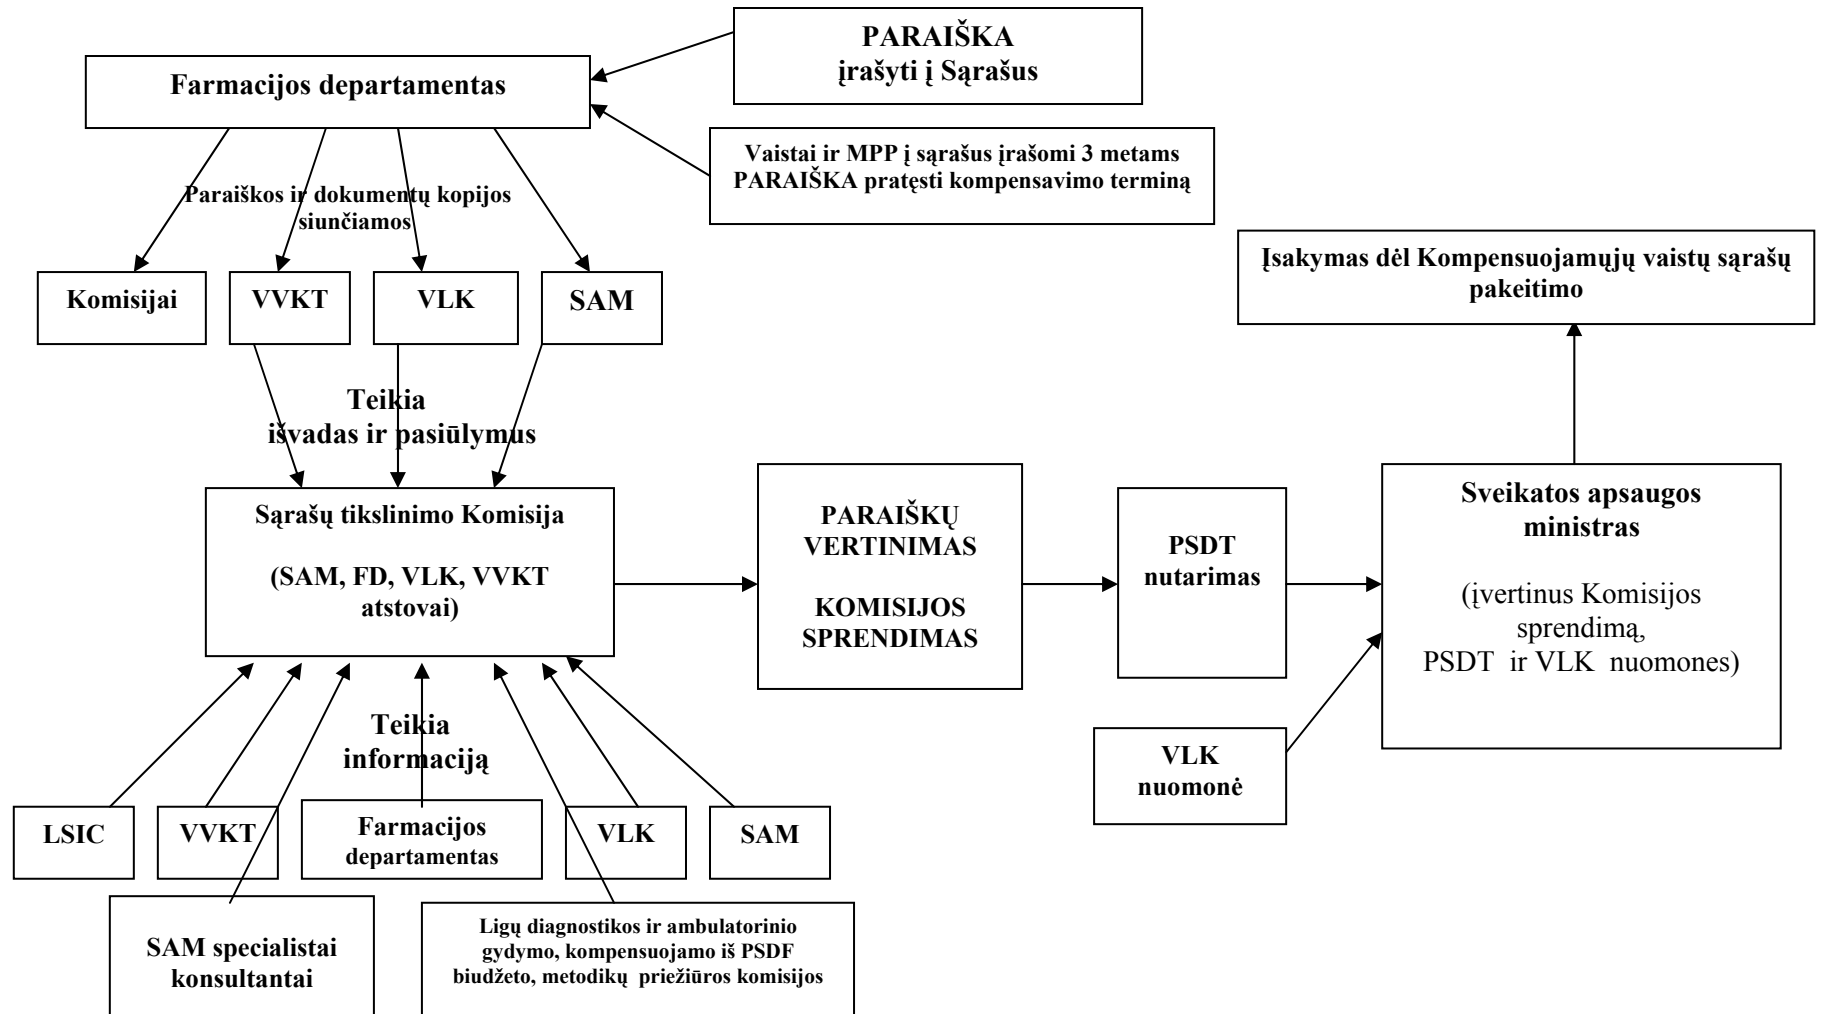 PARAIŠKA
įrašyti į Sąrašus
Farmacijos departamentas
Vaistai ir MPP į sąrašus įrašomi 3 metams
PARAIŠKA pratęsti kompensavimo terminą
Paraiškos ir dokumentų kopijos
siunčiamos
Komisijai
VVKT
VLK
SAM
Įsakymas dėl Kompensuojamųjų vaistų sąrašų
pakeitimo
Teikia
išvadas ir pasiūlymus
Sąrašų tikslinimo Komisija
(SAM, FD, VLK, VVKT
atstovai)
PARAIŠKŲ
VERTINIMAS
KOMISIJOS
SPRENDIMAS
PSDT
nutarimas
Sveikatos apsaugos
ministras
(įvertinus Komisijos
sprendimą,
PSDT ir VLK nuomones)
VLK
nuomonė
Teikia
informaciją
LSIC
VVKT
Farmacijos
departamentas
VLK
SAM
SAM specialistai
konsultantai
Ligų diagnostikos ir ambulatorinio
gydymo, kompensuojamo iš PSDF
biudžeto, metodikų priežiūros komisijos